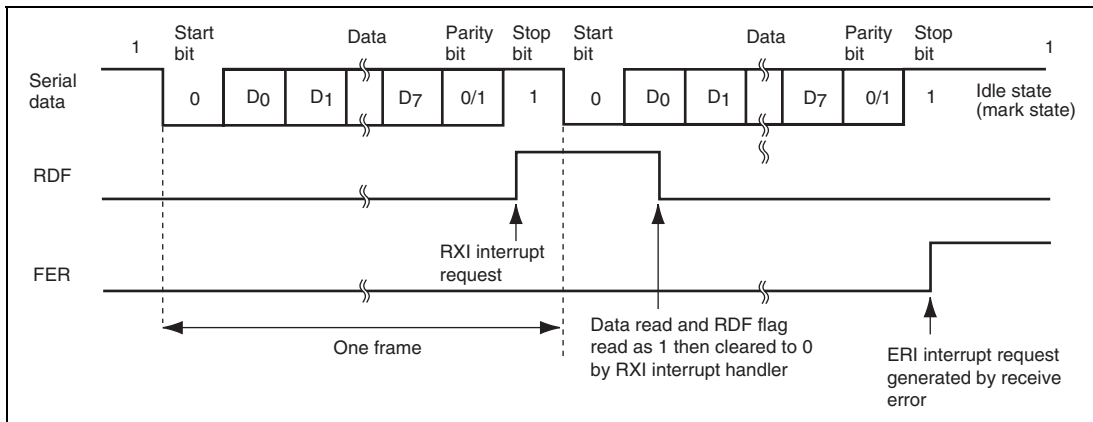 1
Start bit
Data
Parity bit
Stop bit
Start bit
Data
Parity bit
Stop bit
1
Serial data
0
D0
D1
D7
0/1
1
0
D0
D1
D7
0/1
1
Idle state
(mark state)
RDF
RXI interrupt
request
FER
One frame
Data read and RDF flag
read as 1 then cleared to 0
by RXI interrupt handler
ERI interrupt request
generated by receive
error